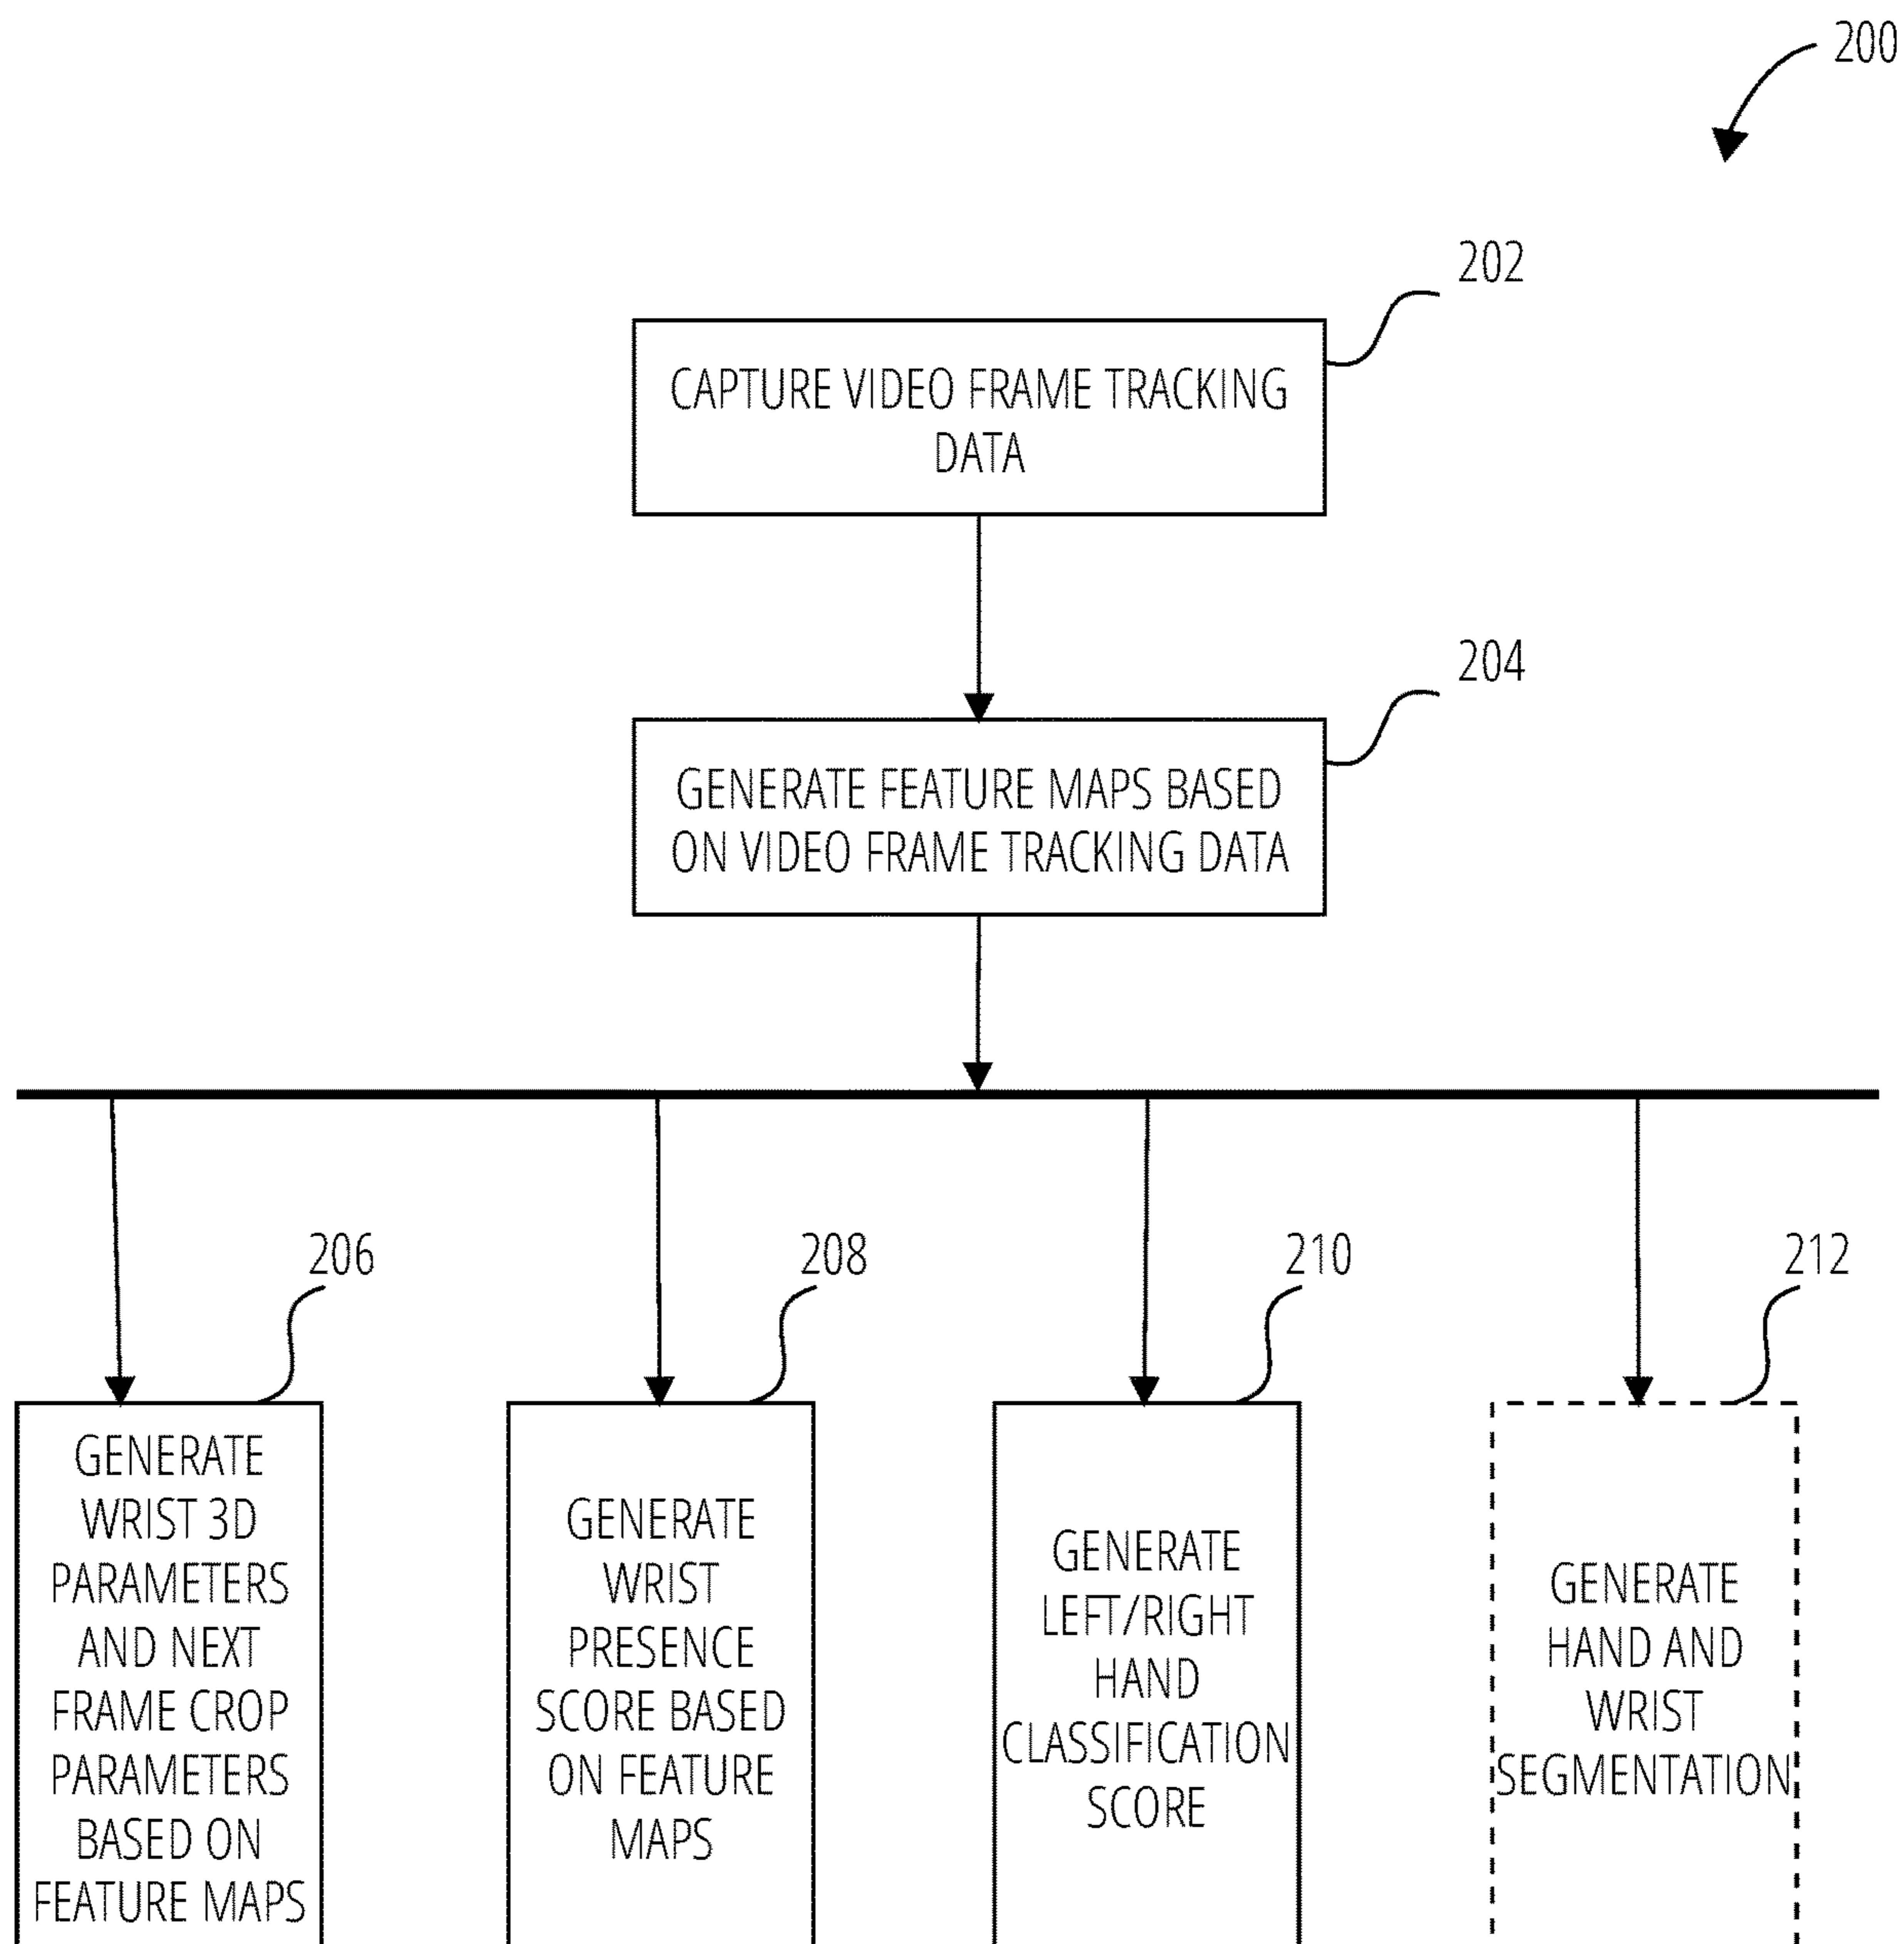 200
202
CAPTURE VIDEO FRAME TRACKING
DATA
204
GENERATE FEATURE MAPS BASED
ON VIDEO FRAME TRACKING DATA
206
208
210
212
GENERATE
WRIST 3D
PARAMETERS
AND NEXT
FRAME CROP
PARAMETERS
BASED ON
FEATURE MAPS
GENERATE
WRIST
PRESENCE
SCORE BASED
ON FEATURE
MAPS
GENERATE
LEFT/RIGHT
HAND
CLASSIFICATION
SCORE
GENERATE
HAND AND
WRIST
SEGMENTATION